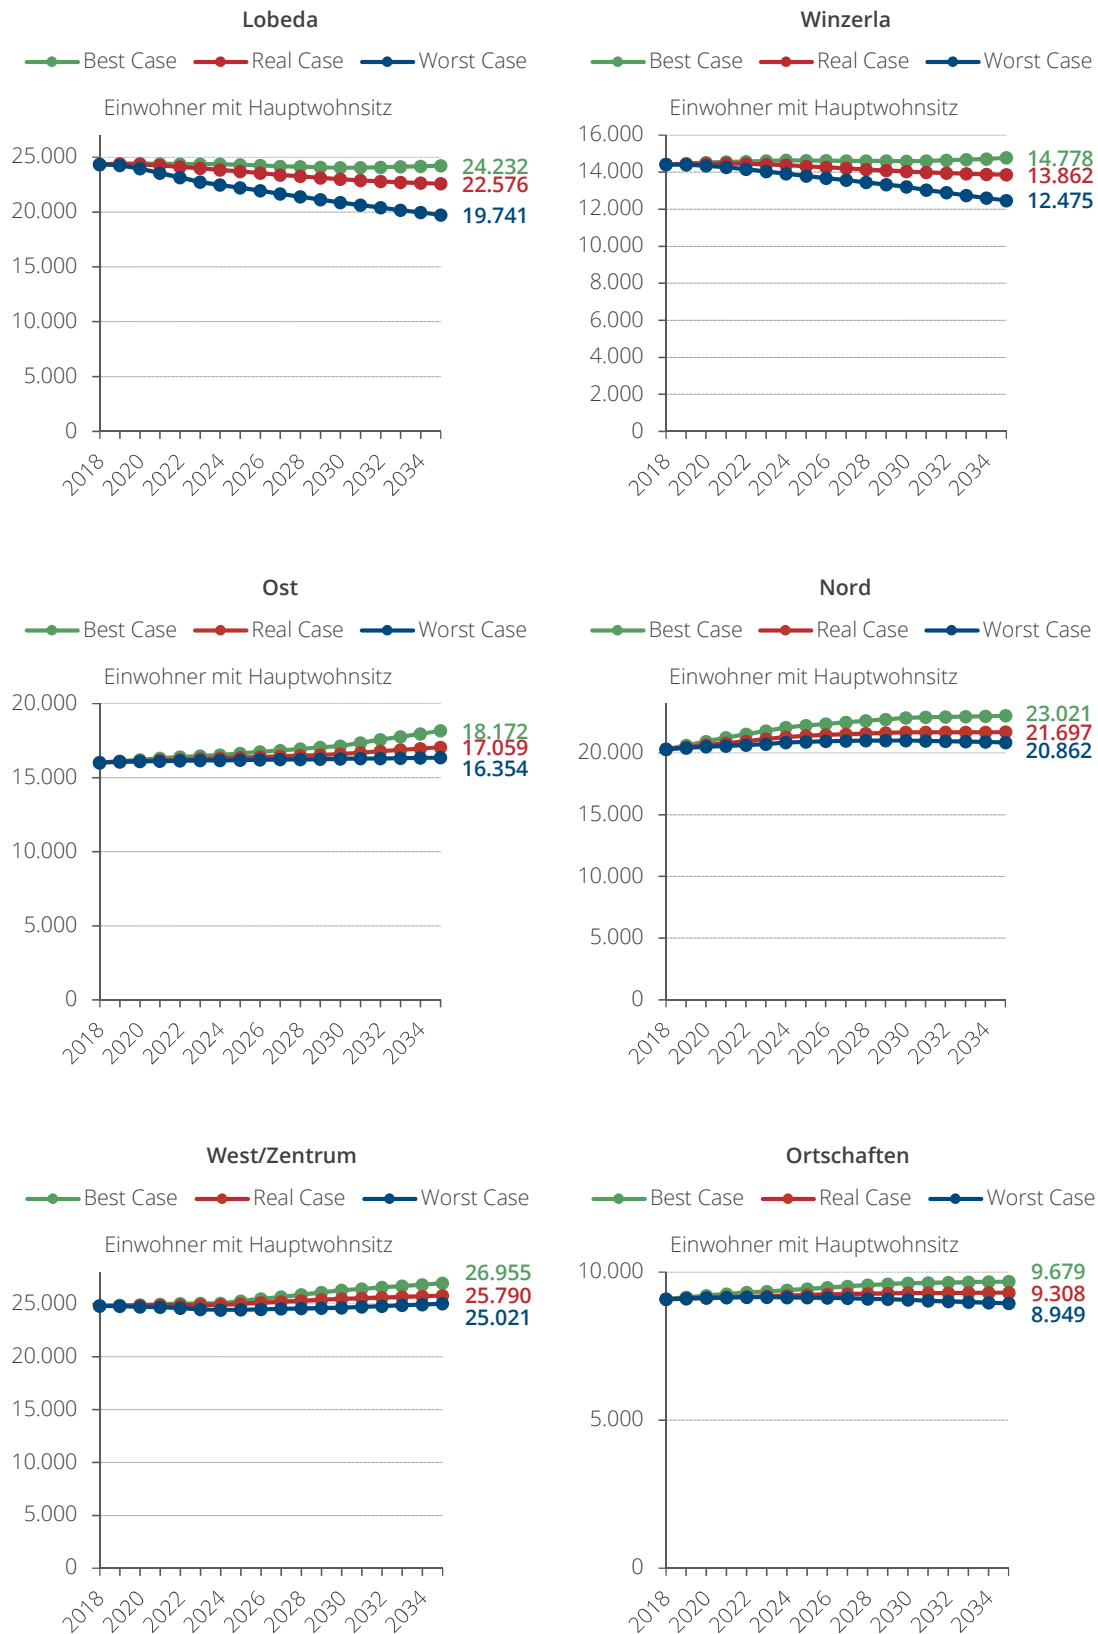 Lobeda
Best Case Real Case Worst Case
Einwohner mit Hauptwohnsitz
25.000
20.000
15.000
10.000
5.000
0
24.232
22.576
19.741
2018 2020 2022 2024 2026 2028 2030 2032 2034
Winzerla
Best Case Real Case Worst Case
Einwohner mit Hauptwohnsitz
16.000
14.000
12.000
10.000
8.000
6.000
4.000
2.000
0
14.778
13.862
12.475
2018 2020 2022 2024 2026 2028 2030 2032 2034
Ost
Best Case Real Case Worst Case
Einwohner mit Hauptwohnsitz
20.000
15.000
10.000
5.000
0
18.172
17.059
16.354
2018 2020 2022 2024 2026 2028 2030 2032 2034
Nord
Best Case Real Case Worst Case
Einwohner mit Hauptwohnsitz
20.000
15.000
10.000
5.000
0
23.021
21.697
20.862
2018 2020 2022 2024 2026 2028 2030 2032 2034
West/Zentrum
Best Case Real Case Worst Case
Einwohner mit Hauptwohnsitz
25.000
20.000
15.000
10.000
5.000
0
26.955
25.790
25.021
2018 2020 2022 2024 2026 2028 2030 2032 2034
Ortschaften
Best Case Real Case Worst Case
Einwohner mit Hauptwohnsitz
10.000
5.000
0
9.679
9.308
8.949
2018 2020 2022 2024 2026 2028 2030 2032 2034